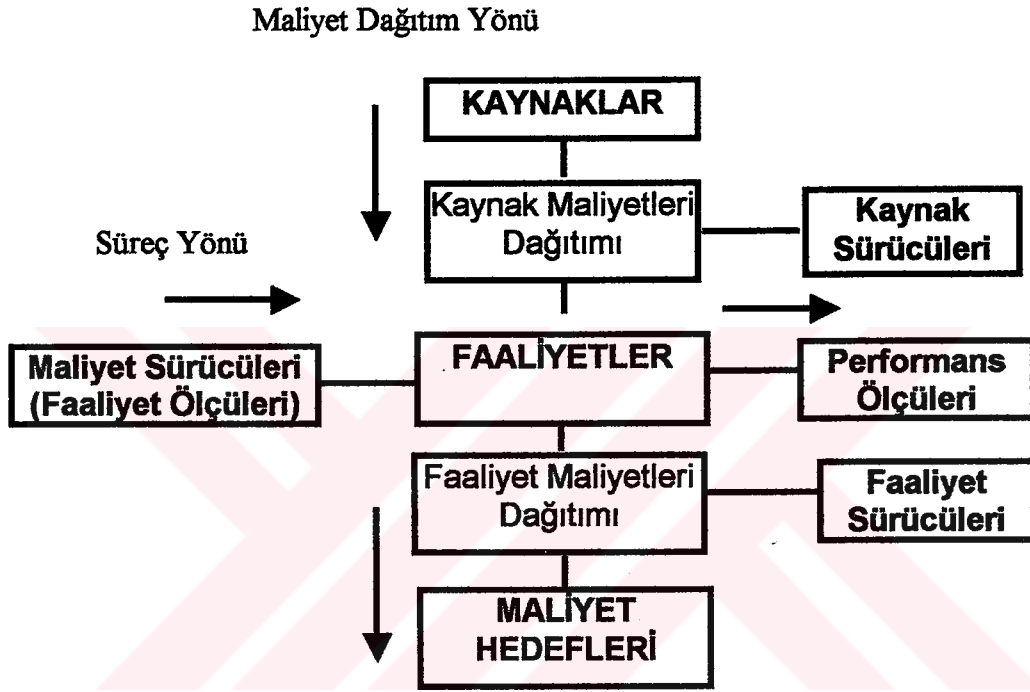 Maliyet Dağıtım Yönü
KAYNAKLAR
Kaynak Maliyetleri
Dağıtımı
Kaynak
Sürücüleri
Süreç Yönü
Maliyet Sürücüleri
(Faaliyet Ölçüleri)
FAALİYETLER
Performans
Ölçüleri
Faaliyet Maliyetleri
Dağıtımı
Faaliyet
Sürücüleri
MALİYET
HEDEFLERİ